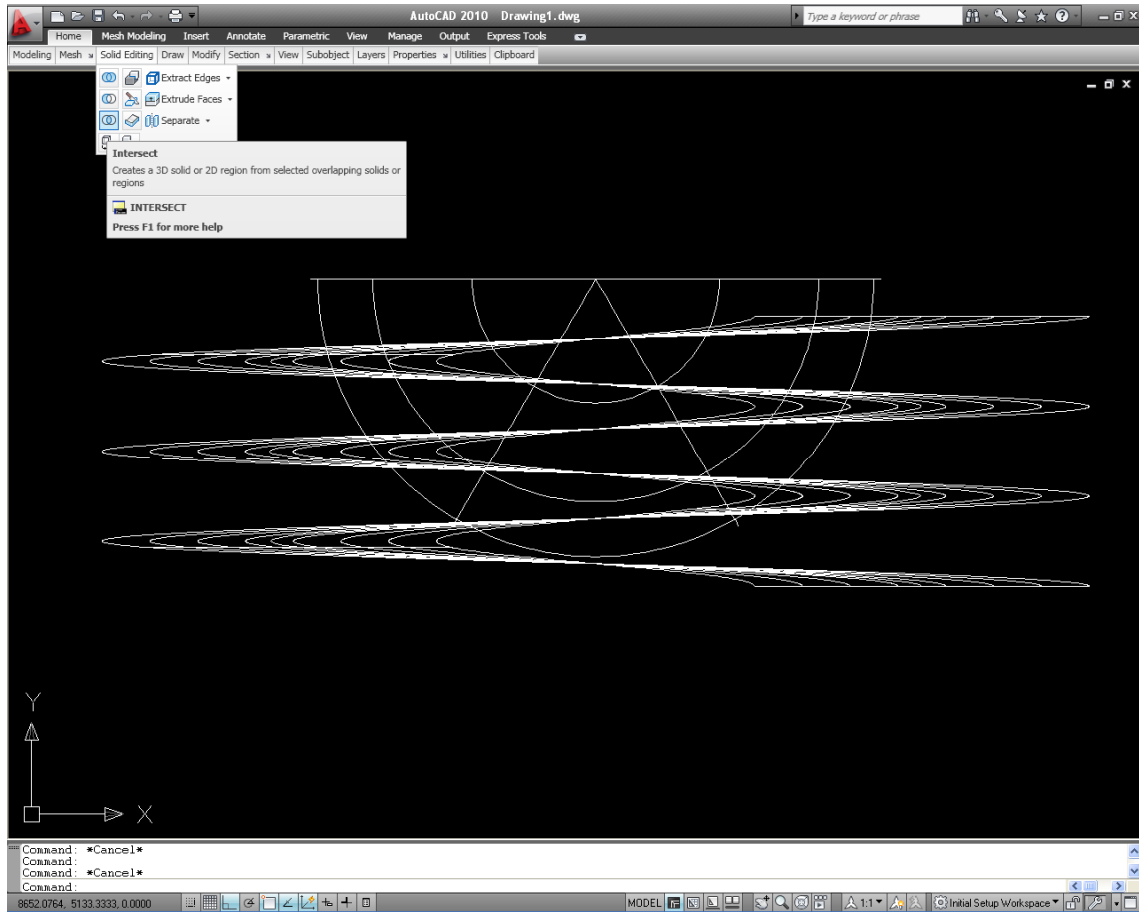 AutoCAD 2010 Drawing1.dwg
Type a keyword or phrase
Home Mesh Modeling Insert Annotate Parametric View Manage Output Express Tools
Modeling Mesh Solid Editing Draw Modify Section View Subobject Layers Properties Utilities Clipboard
Extract Edges
Extrude Faces
Separate
Intersect
Creates a 3D solid or 2D region from selected overlapping solids or
regions
INTERSECT
Press F1 for more help
Y
X
Command: *Cancel*
Command:
Command: *Cancel*
Command:
8652.0764, 5133.3333, 0.0000 MODEL 1:1 Initial Setup Workspace